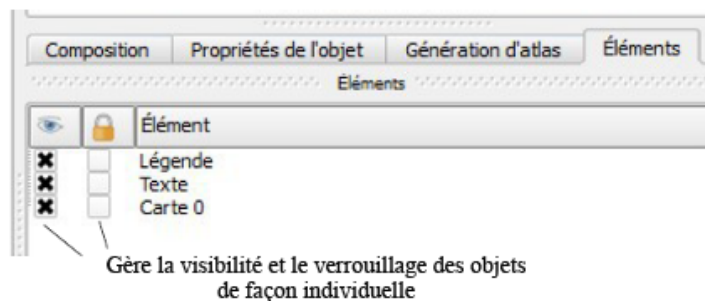 Composition Propriétés de l'objet Génération d'atlas Éléments
Éléments
Élément
Légende
Texte
Carte 0
Gère la visibilité et le verrouillage des objets
de façon individuelle